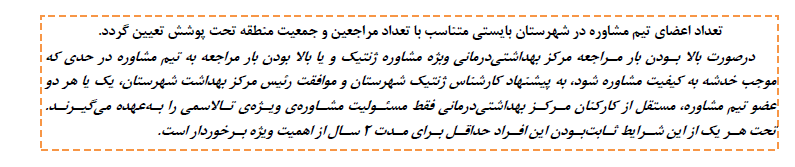 تعداد اعضای تیم مشاوره در شهرستان بایستی متناسب با تعداد مراجعین و جمعیت منطقه تحت پوشش تعیین گردد.
درصورت بالا بودن بار مراجعه مرکز بهداشتی‌درمانی ویژه مشاوره ژنتیک و یا بالا بودن بار مراجعه به تیم مشاوره در حدی که
موجب خدشه به کیفیت مشاوره شود، به پیشنهاد کارشناس ژنتیک شهرستان و موافقت رئیس مرکز بهداشت شهرستان، یک یا هر دو
عضو تیم مشاوره، مستقل از کارکنان مرکز بهداشتی‌درمانی فقط مسئولیت مشاوره‌ی ویژه‌ی تالاسمی را به‌عهده می‌گیرند.
تحت هر یک از این شرایط ثابت‌بودن این افراد حداقل برای مدت ۲ سال از اهمیت ویژه برخوردار است.